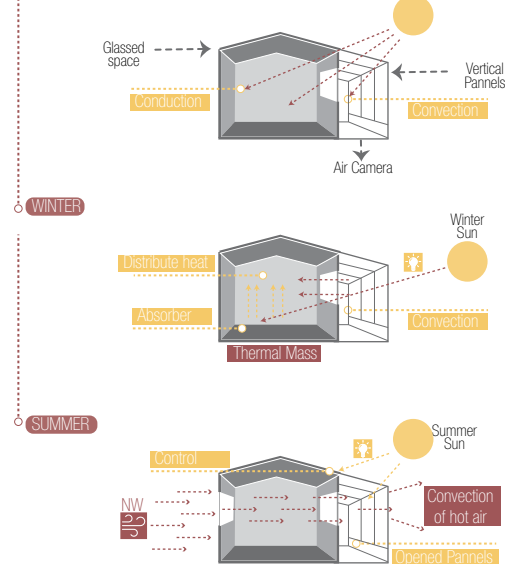 Glassed
space
Vertical
Pannels
Conduction
Convection
Air Camera
WINTER
Winter
Sun
Distribute heat
Absorber
Convection
Thermal Mass
SUMMER
Summer
Sun
Control
NW
Convection
of hot air
Opened Pannels